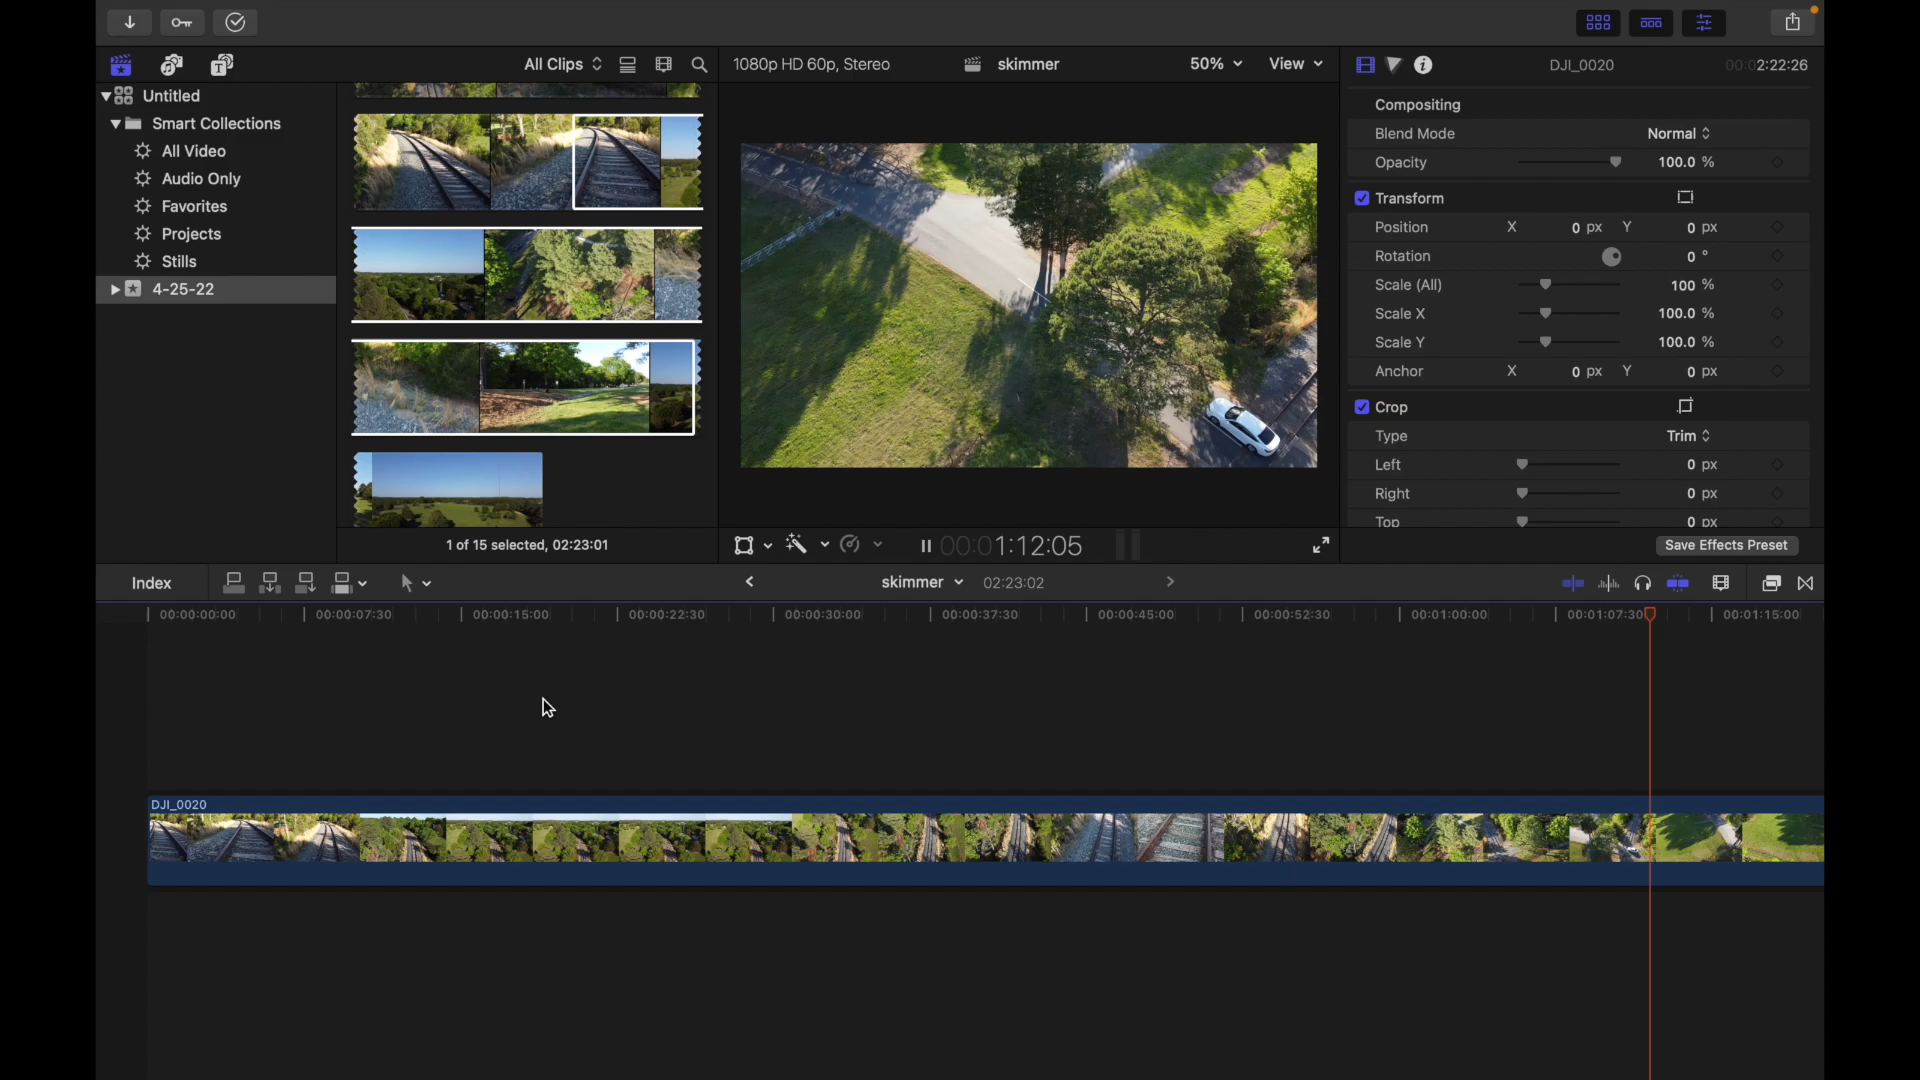 All Clips
1080p HD 60p, Stereo
skimmer
50%
View
DJI_0020
00:02:22:26
Untitled
Smart Collections
All Video
Audio Only
Favorites
Projects
Stills
4-25-22
1 of 15 selected, 02:23:01
00:001:12:05
Compositing
Blend Mode Normal
Opacity 100.0 %
Transform
Position X 0 px Y 0 px
Rotation 0 °
Scale (All) 100 %
Scale X 100.0 %
Scale Y 100.0 %
Anchor X 0 px Y 0 px
Crop
Type Trim
Left 0 px
Right 0 px
Top 0 px
Save Effects Preset
Index
skimmer
02:23:02
00:00:00:00 00:00:07:30 00:00:15:00 00:00:22:30 00:00:30:00 00:00:37:30 00:00:45:00 00:00:52:30 00:01:00:00 00:01:07:30 00:01:15:00
DJI_0020